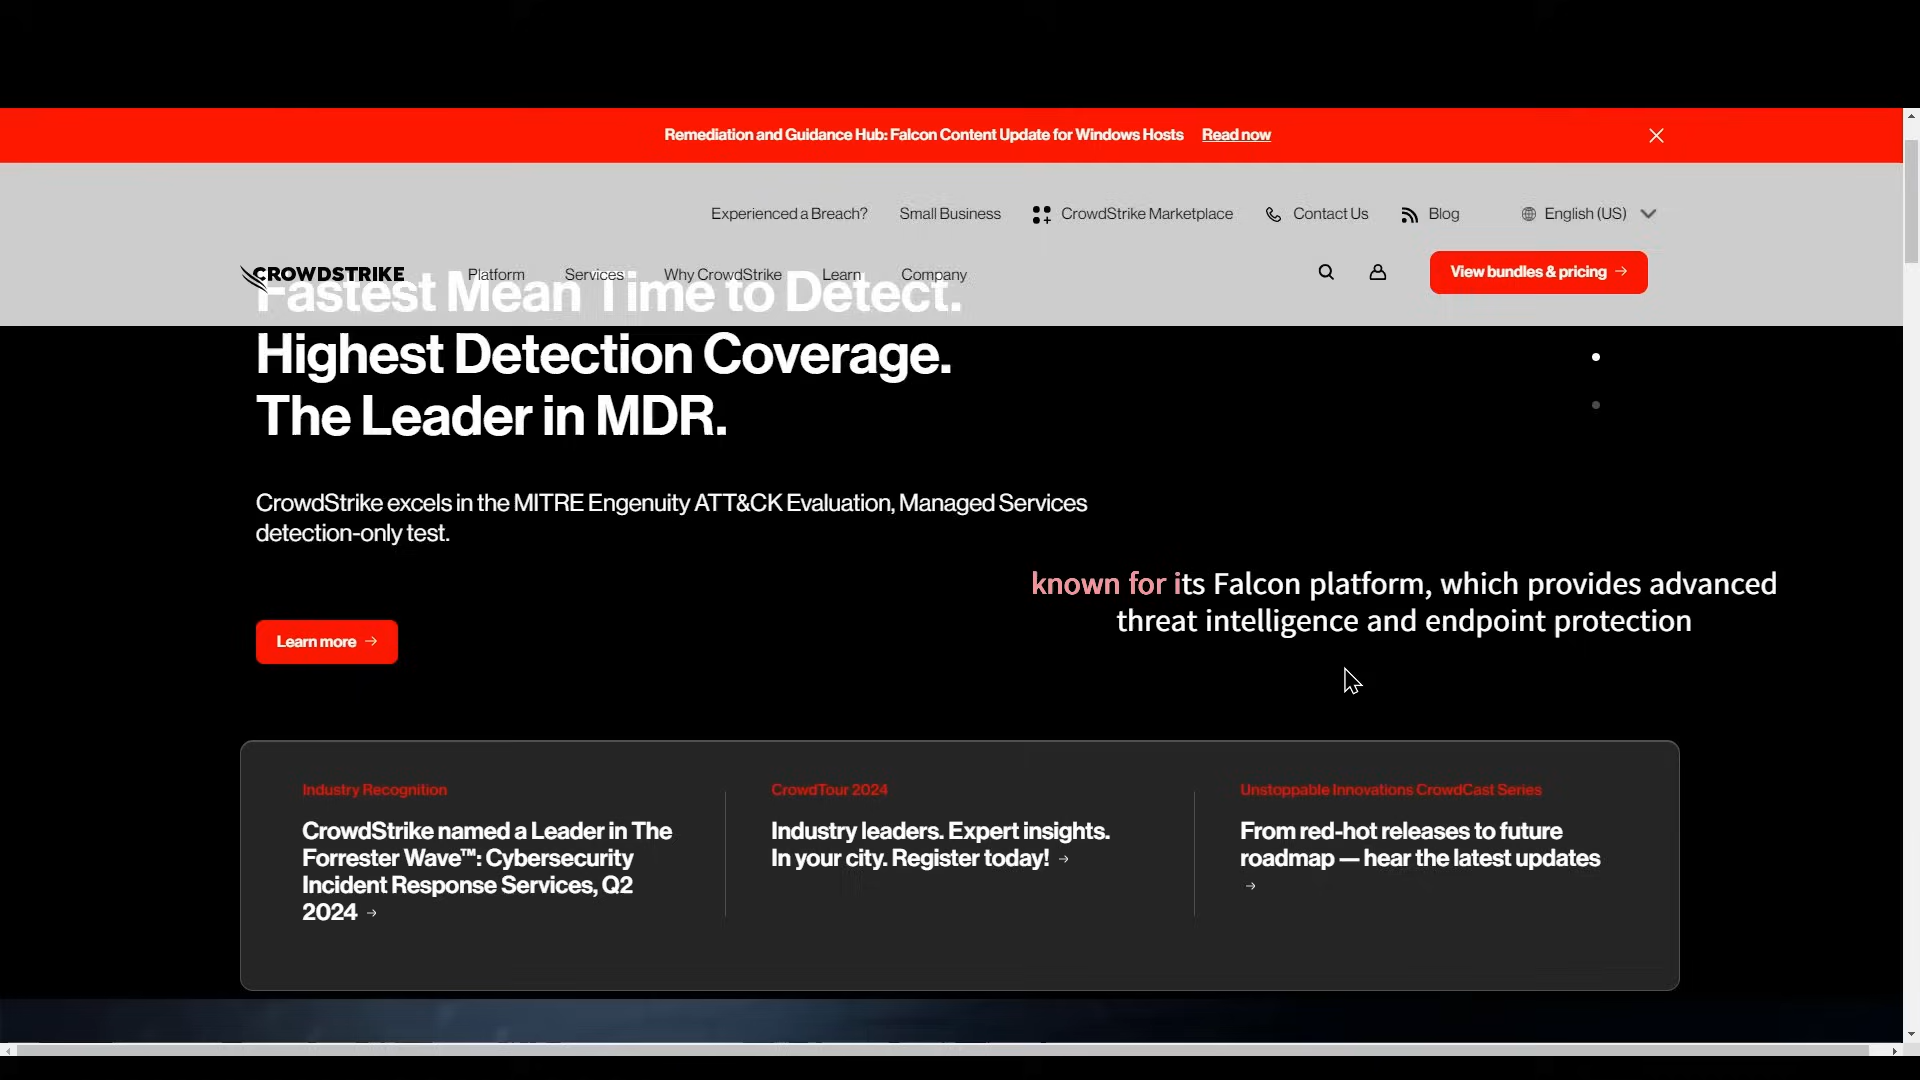 Remediation and Guidance Hub: Falcon Content Update for Windows Hosts Read now
Experienced a Breach? Small Business CrowdStrike Marketplace Contact Us Blog English (US)
CROWDSTRIKE Platform Services Why CrowdStrike Learn Company View bundles & pricing →
Fastest Mean Time to Detect.
Highest Detection Coverage.
The Leader in MDR.
CrowdStrike excels in the MITRE Engenuity ATT&CK Evaluation, Managed Services
detection-only test.
known for its Falcon platform, which provides advanced
threat intelligence and endpoint protection
Learn more →
Industry Recognition
CrowdStrike named a Leader in The
Forrester Wave™: Cybersecurity
Incident Response Services, Q2
2024 →
CrowdTour 2024
Industry leaders. Expert insights.
In your city. Register today! →
Unstoppable Innovations CrowdCast Series
From red-hot releases to future
roadmap — hear the latest updates
→